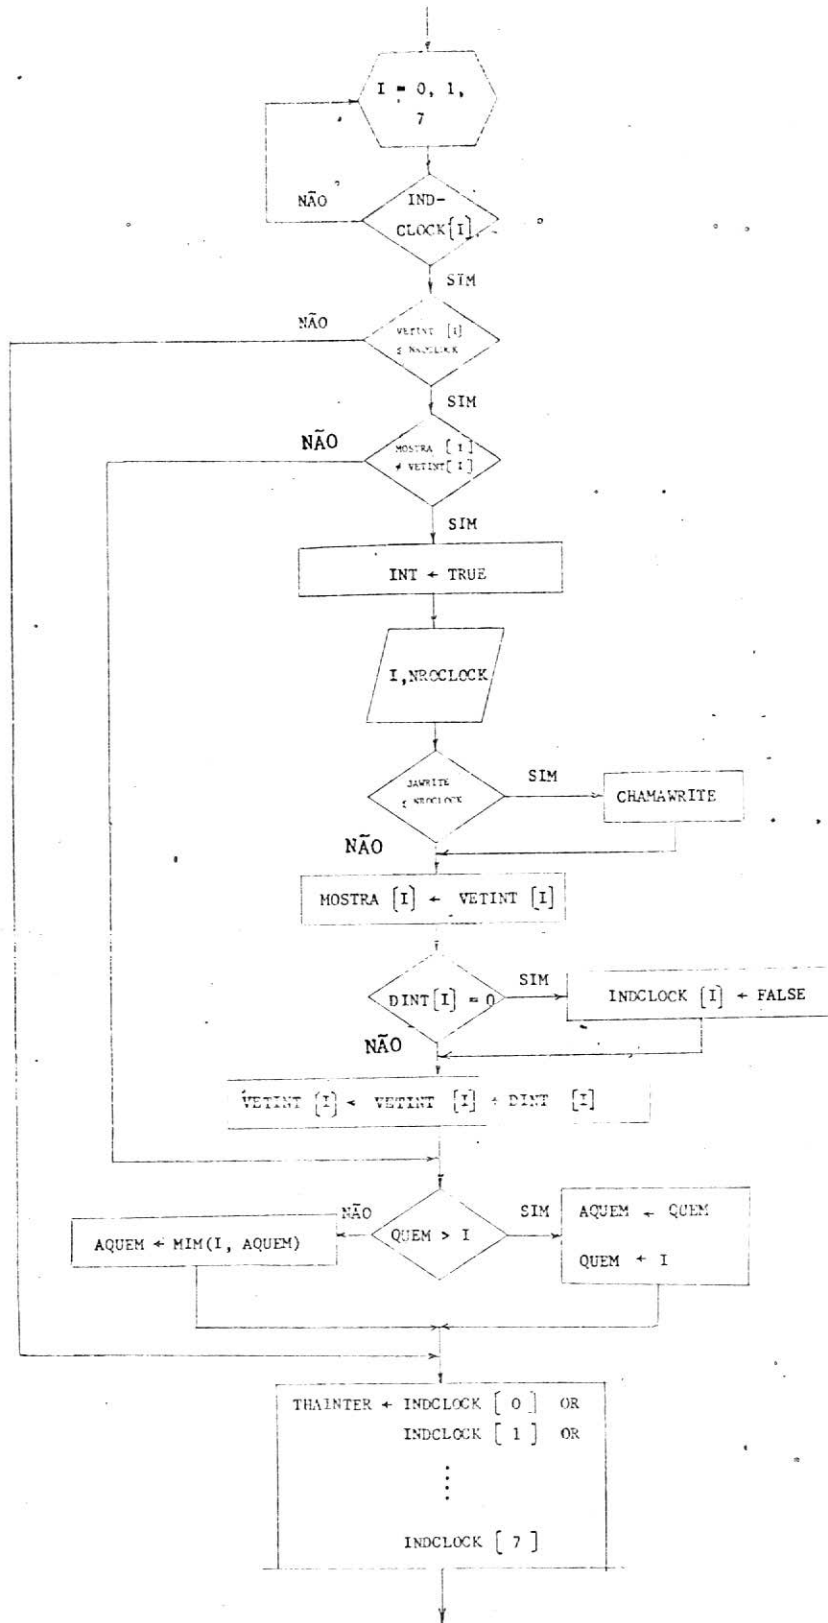 I = 0, 1,
7
NÃO
IND-
CLOCK[I]
SIM
NÃO
VETINT [I]
≤ NROCLOCK
SIM
NÃO
MOSTRA [I]
≠ VETINT[I]
SIM
INT ← TRUE
I,NROCLOCK
JAWRITE
≤ NROCLOCK
SIM
CHAMAWRITE
NÃO
MOSTRA [I] ← VETINT [I]
DINT[I] = 0
SIM
INDCLOCK [I] ← FALSE
NÃO
VETINT [I] ← VETINT [I] + DINT [I]
NÃO
QUEM > I
SIM
AQUEM ← QUEM
QUEM ← I
AQUEM ← MIM(I, AQUEM)
THAINTER ← INDCLOCK [ 0 ] OR
INDCLOCK [ 1 ] OR
INDCLOCK [ 7 ]